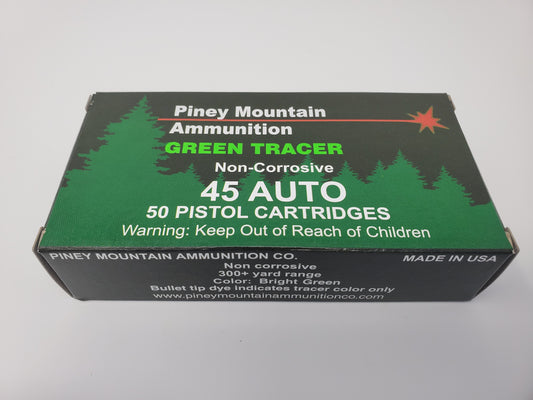 Piney Mountain
Ammunition
GREEN TRACER
Non-Corrosive
45 AUTO
50 PISTOL CARTRIDGES
Warning: Keep Out of Reach of Children
PINEY MOUNTAIN AMMUNITION CO. MADE IN USA
Non corrosive
300+ yard range
Color: Bright Green
Bullet tip dye indicates tracer color only
www.pineymountainammunitionco.com